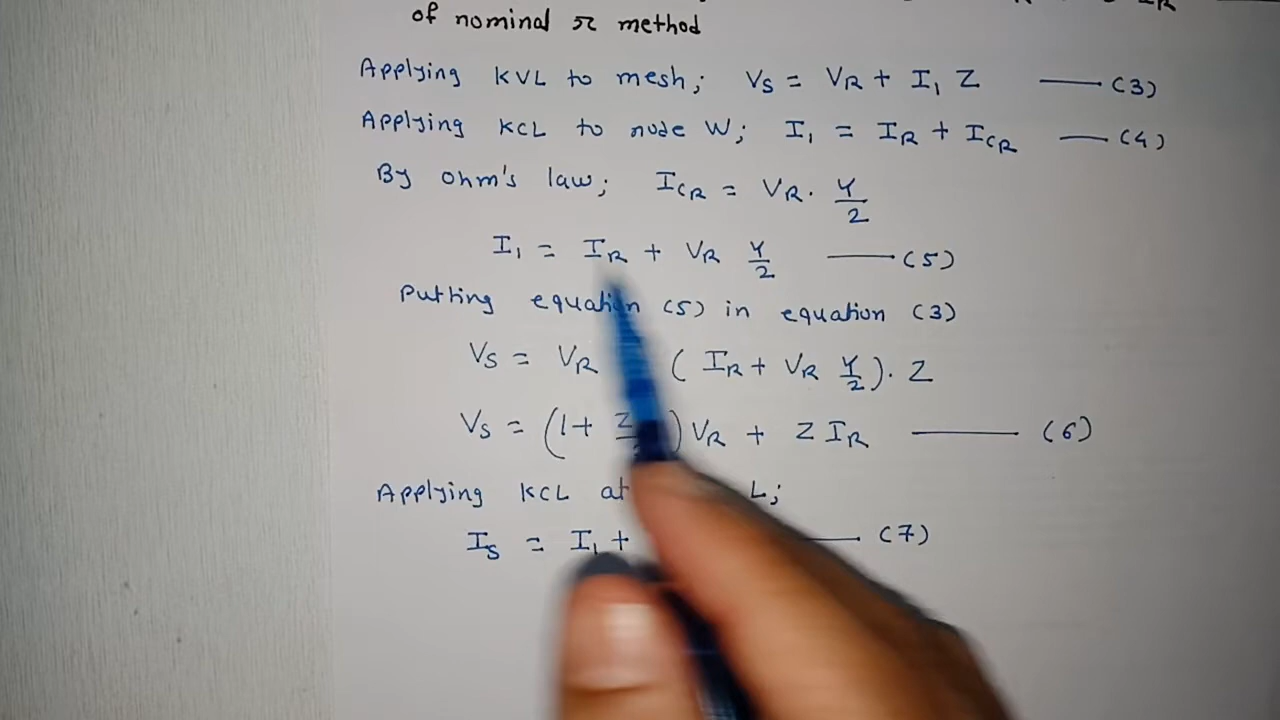 of nominal π method
Applying KVL to mesh; VS = VR + I1 Z —— (3)
Applying KCL to node W; I1 = IR + ICR — (4)
By ohm's law; ICR = VR. Y/2
I1 = IR + VR Y/2 —— (5)
Putting equation (5) in equation (3)
VS = VR (IR + VR Y/2). Z
VS = (1+ Z ) VR + Z IR —— (6)
Applying KCL at L;
IS = I1 + —— (7)